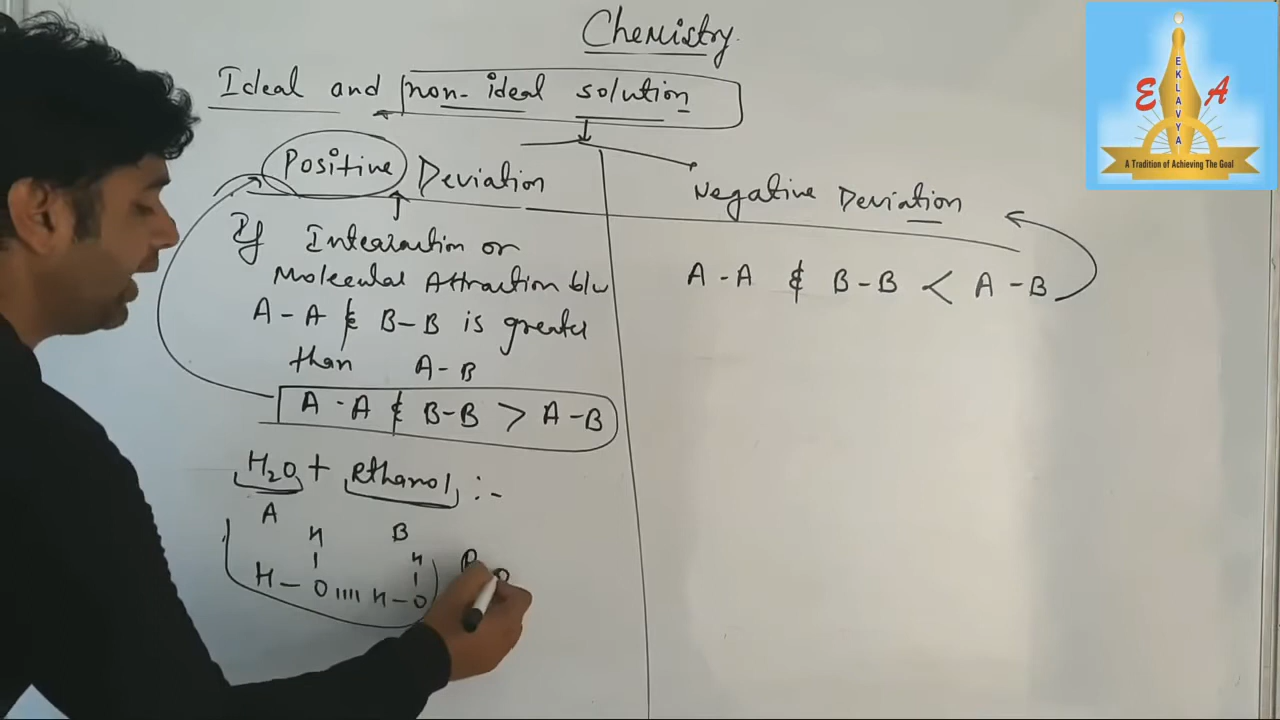 Chemistry
Ideal and non-ideal solution
Positive Deviation
If Interaction or
Molecular Attraction b/w
A-A & B-B is greater
than A-B
A-A & B-B > A-B
H₂O + Ethanol :-
A B
H H
H-O H-O
Negative Deviation
A-A & B-B < A-B
E A
EKLAVYA
A Tradition of Achieving The Goal